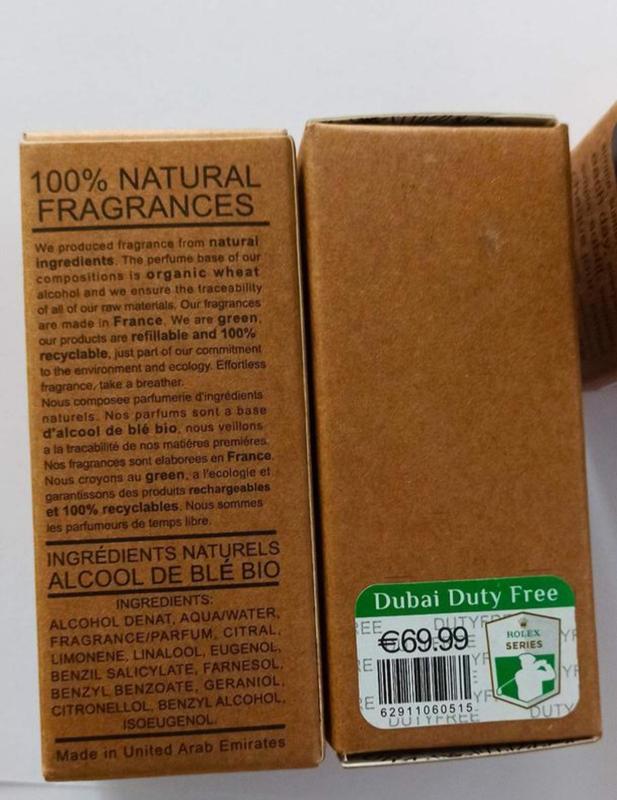 100% NATURAL
FRAGRANCES
We produced fragrance from natural
ingredients. The perfume base of our
compositions is organic wheat
alcohol and we ensure the traceability
of all of our raw materials. Our fragrances
are made in France. We are green,
our products are refillable and 100%
recyclable, just part of our commitment
to the environment and ecology. Effortless
fragrance, take a breather.
Nous composee parfumerie d'ingrédients
naturels. Nos parfums sont a base
d'alcool de blé bio, nous veillons
a la tracabilité de nos matières premiéres.
Nos fragrances sont elaborees en France.
Nous croyons au green, a l'ecologie et
garantissons des produits rechargeables
et 100% recyclables. Nous sommes
les parfumours de temps libre.
INGRÉDIENTS NATURELS
ALCOOL DE BLÉ BIO
INGREDIENTS:
ALCOHOL DENAT, AQUA/WATER,
FRAGRANCE/PARFUM, CITRAL,
LIMONENE, LINALOOL, EUGENOL,
BENZIL SALICYLATE, FARNESOL,
BENZYL BENZOATE, GERANIOL,
CITRONELLOL, BENZYL ALCOHOL,
ISOEUGENOL.
Made in United Arab Emirates
Dubai Duty Free
€69.99
ROLEX
SERIES
62911060515
DUTYFREE
DUTY